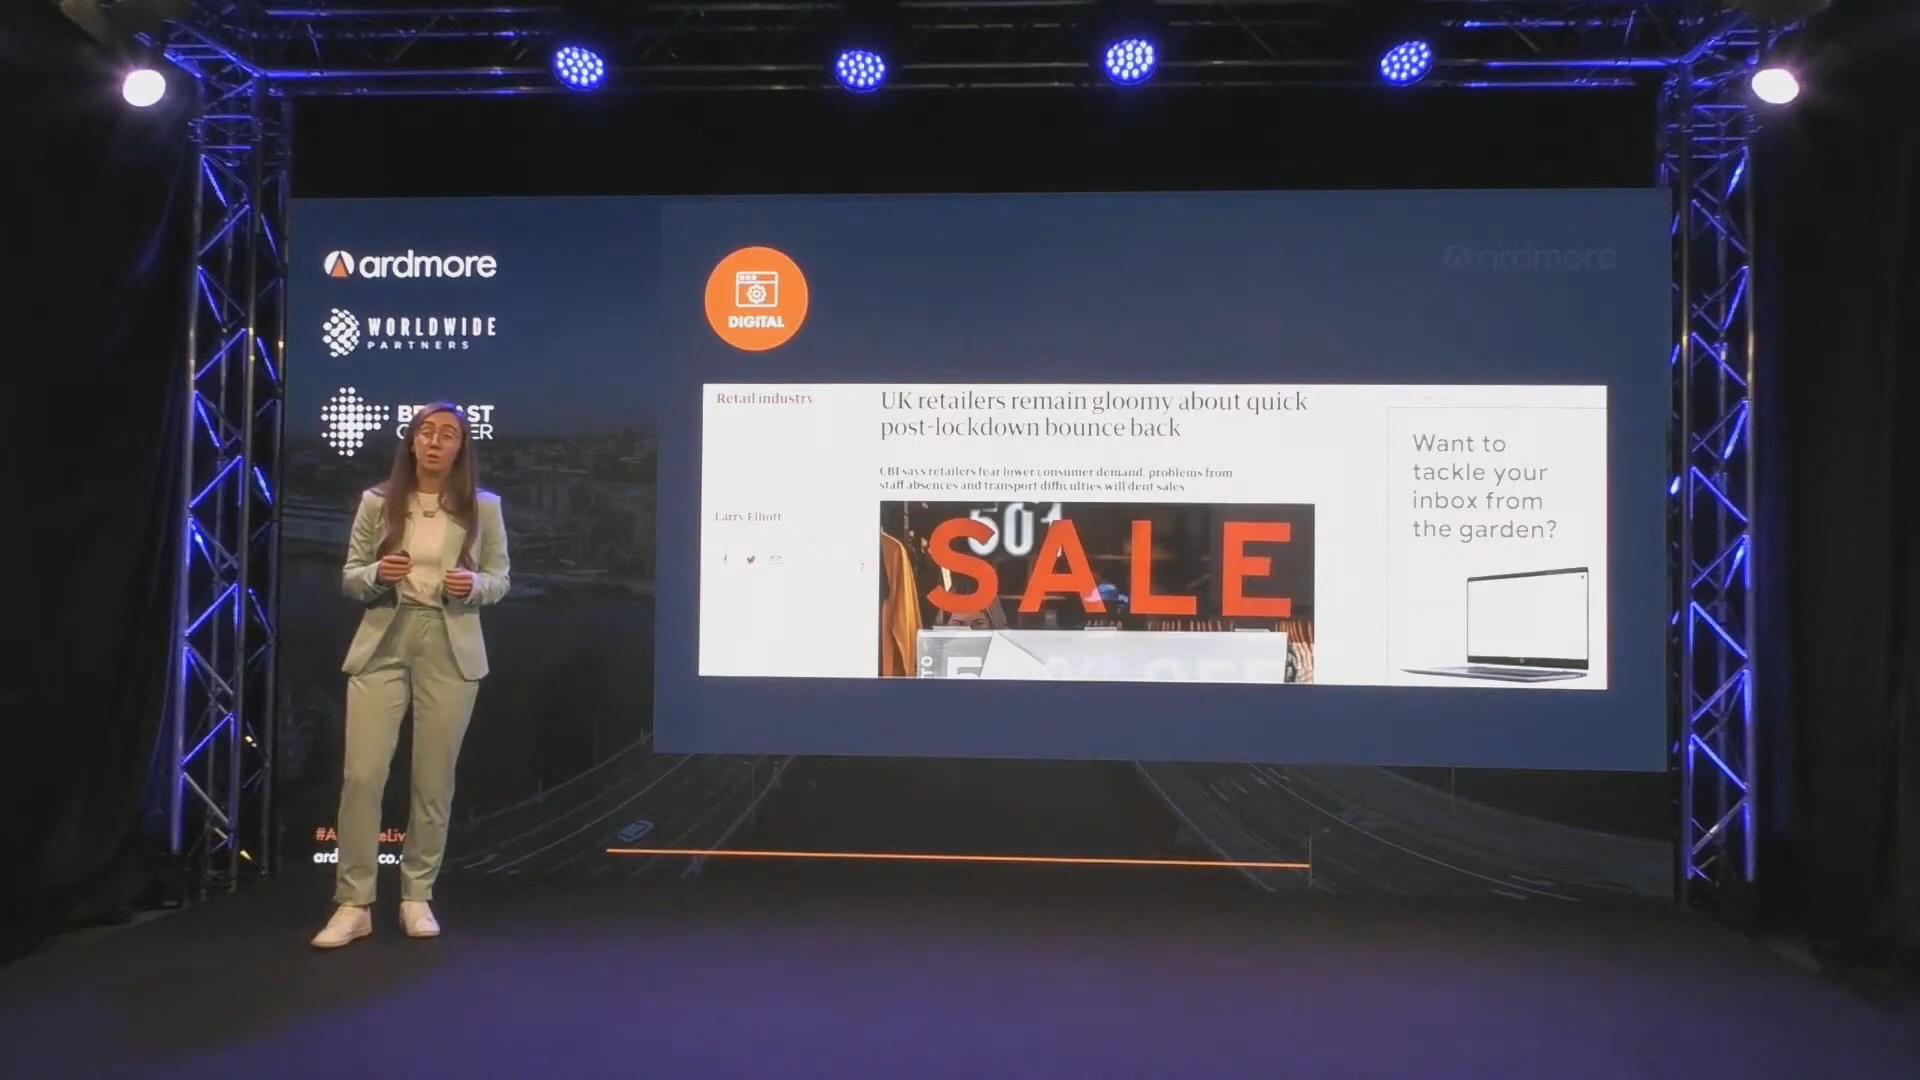 ardmore
WORLDWIDE
PARTNERS
ardmore
DIGITAL
Retail industry
UK retailers remain gloomy about quick
post-lockdown bounce back
CBI says retailers fear lower consumer demand, problems from
staff absences and transport difficulties will dent sales
Larry Elliott
501
SALE
Want to
tackle your
inbox from
the garden?